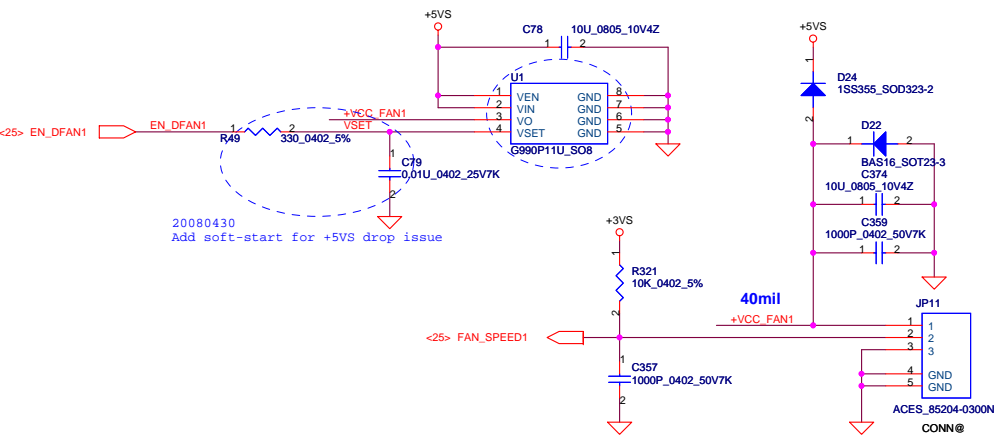 +5VS
C78
10U_0805_10V4Z
1
2
U1
1
VEN
GND
8
2
VIN
GND
7
3
VO
GND
6
4
VSET
GND
5
G990P11U_SO8
+VCC_FAN1
VSET
<25> EN_DFAN1
EN_DFAN1
1
2
R49
330_0402_5%
1
C79
0.01U_0402_25V7K
2
20080430
Add soft-start for +5VS drop issue
+5VS
1
D24
1SS355_SOD323-2
2
D22
1
2
BAS16_SOT23-3
C374
10U_0805_10V4Z
1
2
C359
1000P_0402_50V7K
1
2
+3VS
1
R321
10K_0402_5%
2
40mil
+VCC_FAN1
<25> FAN_SPEED1
1
C357
1000P_0402_50V7K
2
JP11
1
1
2
2
3
3
4
GND
5
GND
ACES_85204-0300N
CONN@